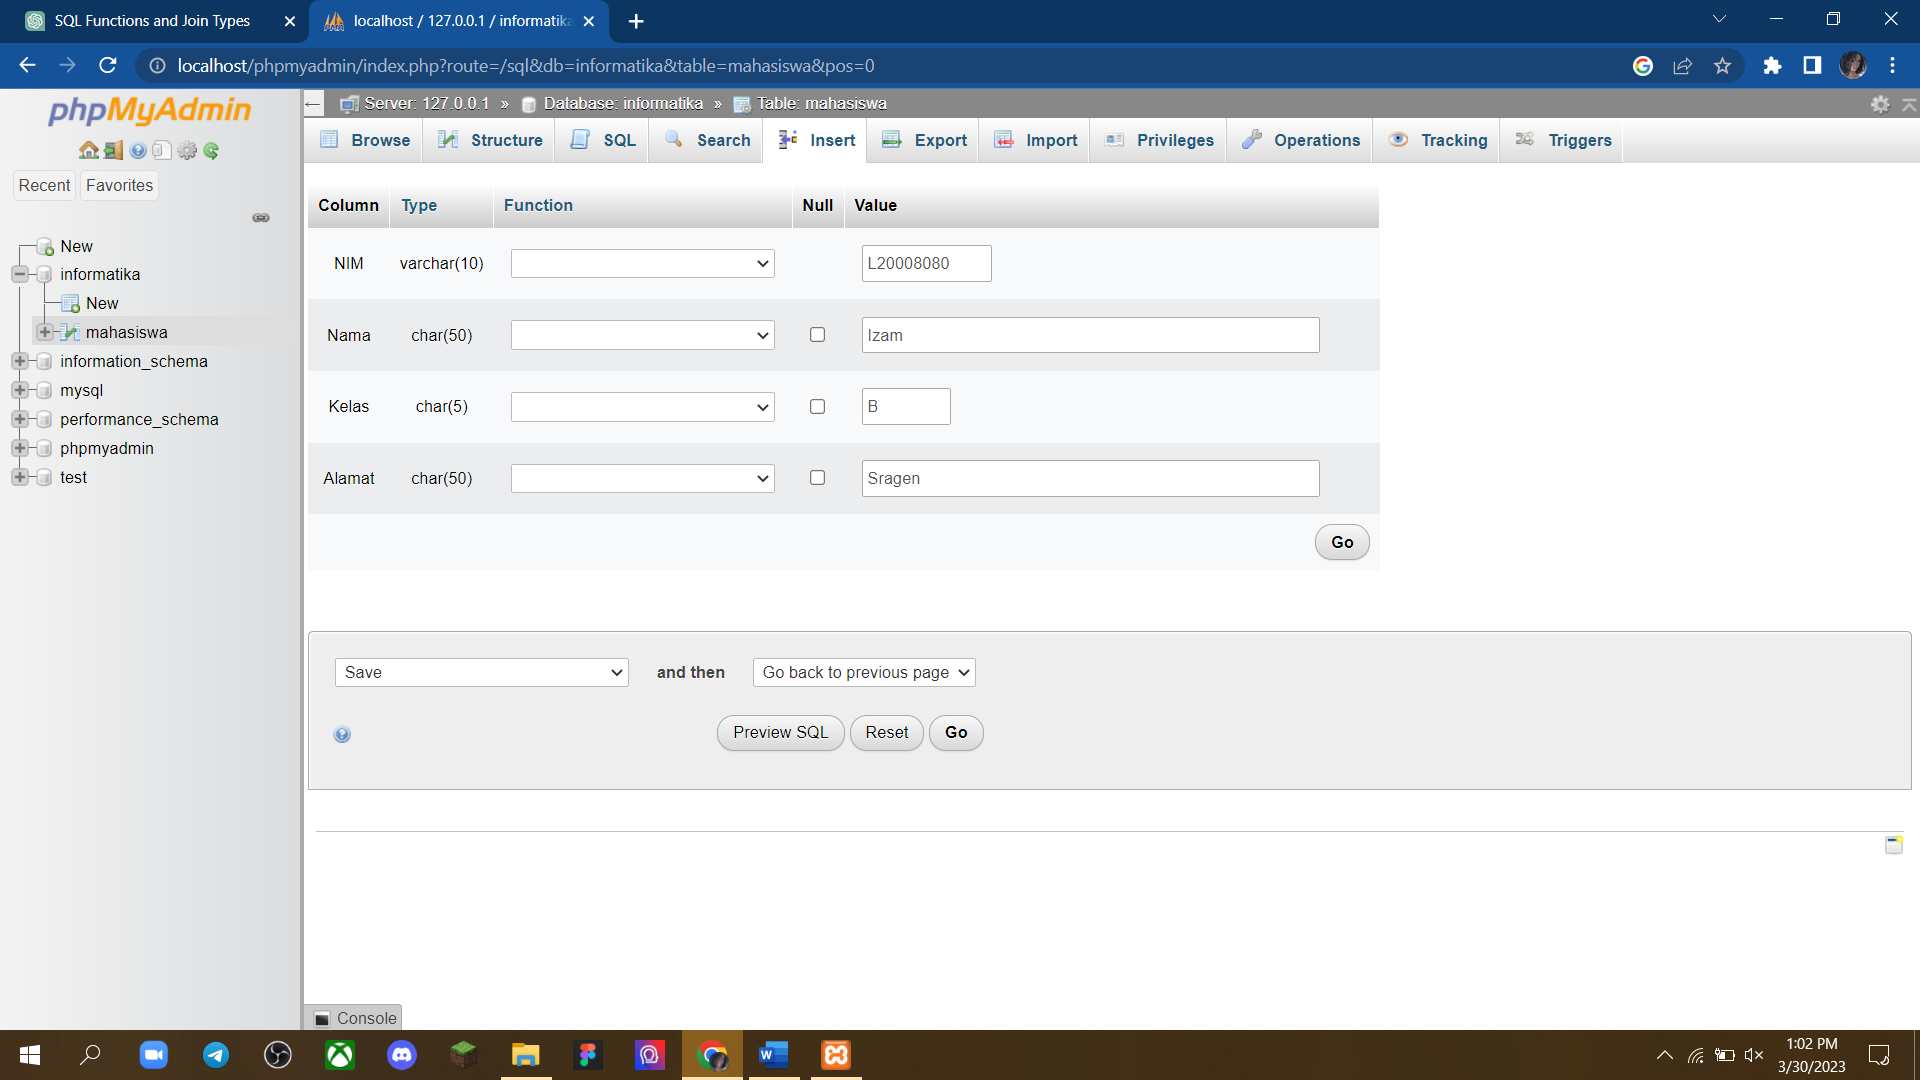 SQL Functions and Join Types
localhost / 127.0.0.1 / informatika
localhost/phpmyadmin/index.php?route=/sql&db=informatika&table=mahasiswa&pos=0
phpMyAdmin
Recent Favorites
New
informatika
New
mahasiswa
information_schema
mysql
performance_schema
phpmyadmin
test
Server: 127.0.0.1 » Database: informatika » Table: mahasiswa
Browse Structure SQL Search Insert Export Import Privileges Operations Tracking Triggers
Column Type Function Null Value
NIM varchar(10) L20008080
Nama char(50) Izam
Kelas char(5) B
Alamat char(50) Sragen
Go
Save and then Go back to previous page
Preview SQL Reset Go
Console
1:02 PM
3/30/2023